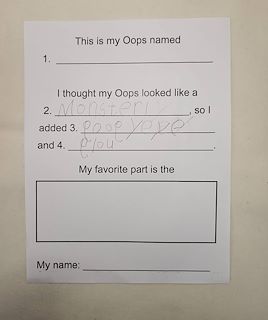 This is my Oops named
1.
I thought my Oops looked like a
2. Monster, so I
added 3.
and 4.
My favorite part is the
My name: